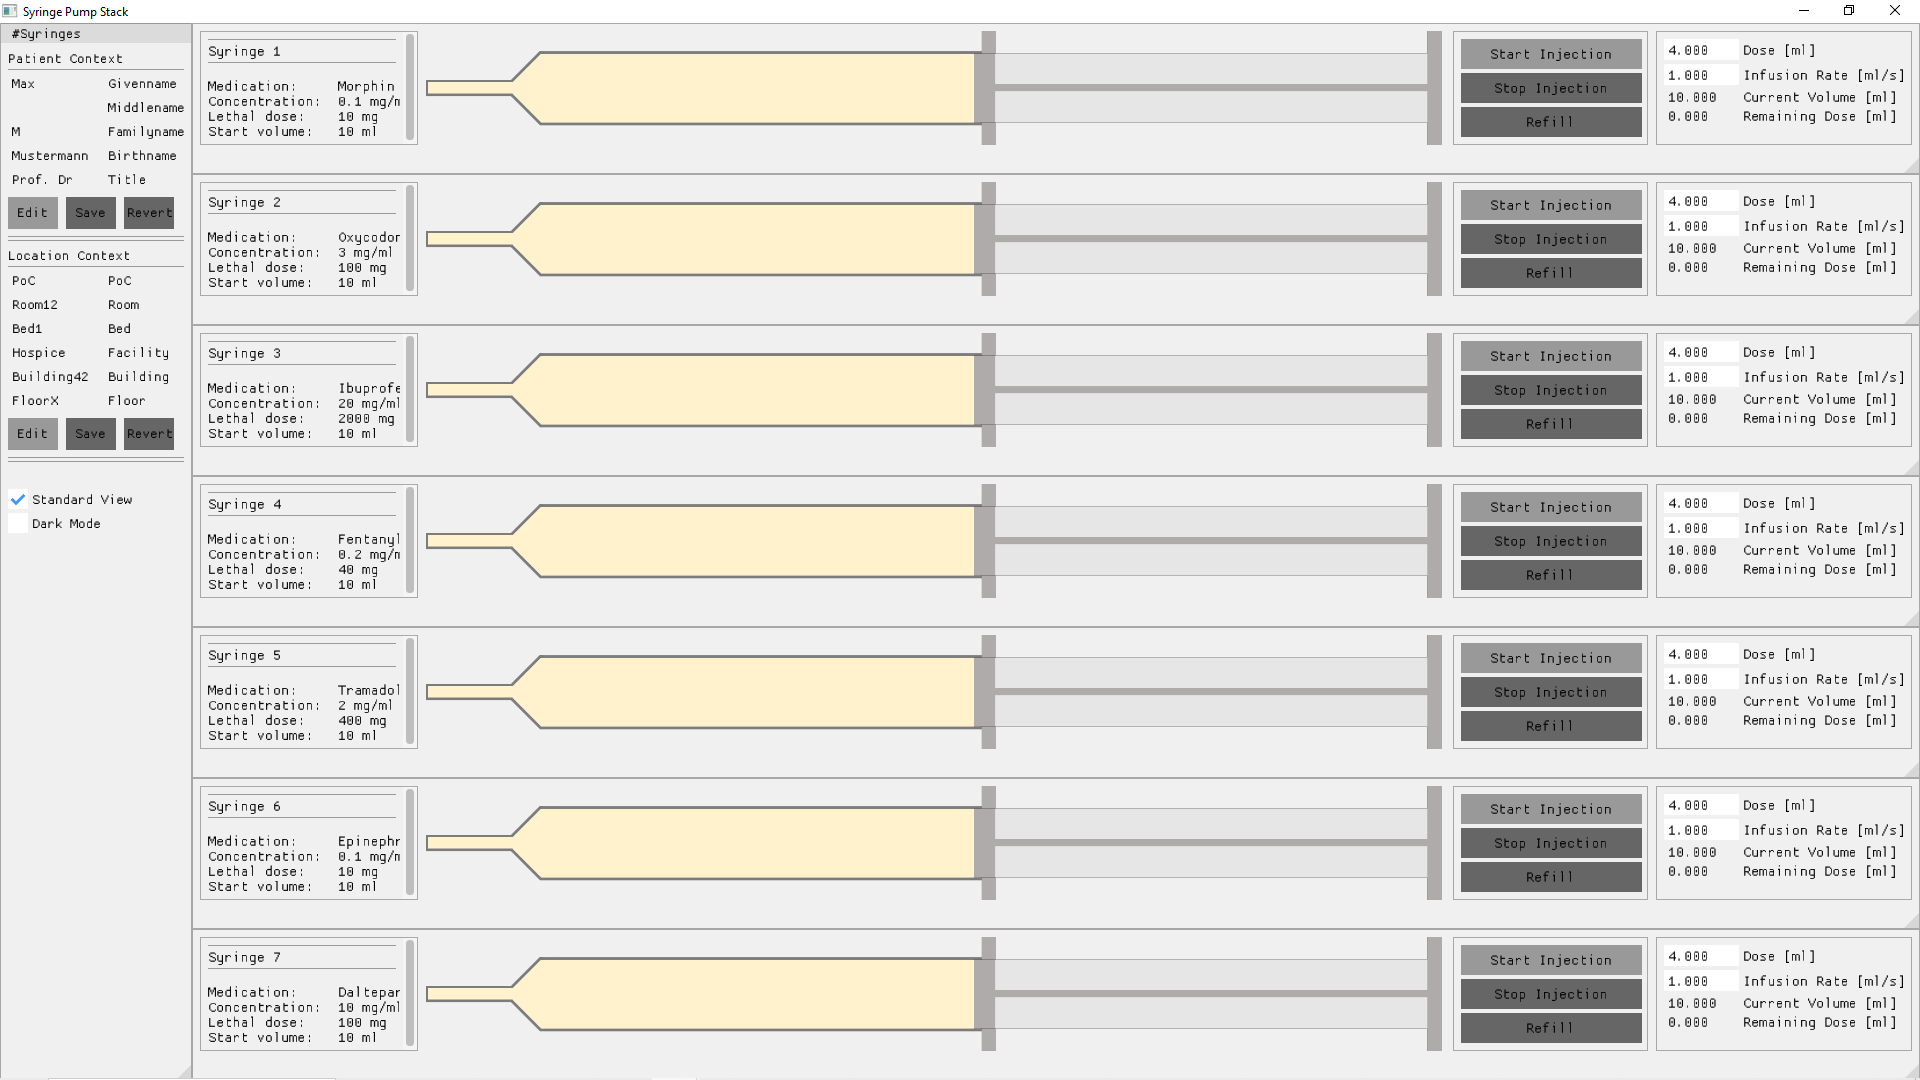 Syringe Pump Stack
#Syringes
Patient Context
Max Givenname
Middlename
M Familyname
Mustermann Birthname
Prof. Dr Title
Edit Save Revert
Location Context
PoC PoC
Room12 Room
Bed1 Bed
Hospice Facility
Building42 Building
FloorX Floor
Edit Save Revert
Standard View
Dark Mode
Syringe 1
Medication: Morphin
Concentration: 0.1 mg/m
Lethal dose: 10 mg
Start volume: 10 ml
Start Injection
Stop Injection
Refill
4.000 Dose [ml]
1.000 Infusion Rate [ml/s]
10.000 Current Volume [ml]
0.000 Remaining Dose [ml]
Syringe 2
Medication: Oxycodon
Concentration: 3 mg/ml
Lethal dose: 100 mg
Start volume: 10 ml
Start Injection
Stop Injection
Refill
4.000 Dose [ml]
1.000 Infusion Rate [ml/s]
10.000 Current Volume [ml]
0.000 Remaining Dose [ml]
Syringe 3
Medication: Ibuprofe
Concentration: 20 mg/ml
Lethal dose: 2000 mg
Start volume: 10 ml
Start Injection
Stop Injection
Refill
4.000 Dose [ml]
1.000 Infusion Rate [ml/s]
10.000 Current Volume [ml]
0.000 Remaining Dose [ml]
Syringe 4
Medication: Fentanyl
Concentration: 0.2 mg/m
Lethal dose: 40 mg
Start volume: 10 ml
Start Injection
Stop Injection
Refill
4.000 Dose [ml]
1.000 Infusion Rate [ml/s]
10.000 Current Volume [ml]
0.000 Remaining Dose [ml]
Syringe 5
Medication: Tramadol
Concentration: 2 mg/ml
Lethal dose: 400 mg
Start volume: 10 ml
Start Injection
Stop Injection
Refill
4.000 Dose [ml]
1.000 Infusion Rate [ml/s]
10.000 Current Volume [ml]
0.000 Remaining Dose [ml]
Syringe 6
Medication: Epinephr
Concentration: 0.1 mg/m
Lethal dose: 10 mg
Start volume: 10 ml
Start Injection
Stop Injection
Refill
4.000 Dose [ml]
1.000 Infusion Rate [ml/s]
10.000 Current Volume [ml]
0.000 Remaining Dose [ml]
Syringe 7
Medication: Daltepar
Concentration: 10 mg/ml
Lethal dose: 100 mg
Start volume: 10 ml
Start Injection
Stop Injection
Refill
4.000 Dose [ml]
1.000 Infusion Rate [ml/s]
10.000 Current Volume [ml]
0.000 Remaining Dose [ml]